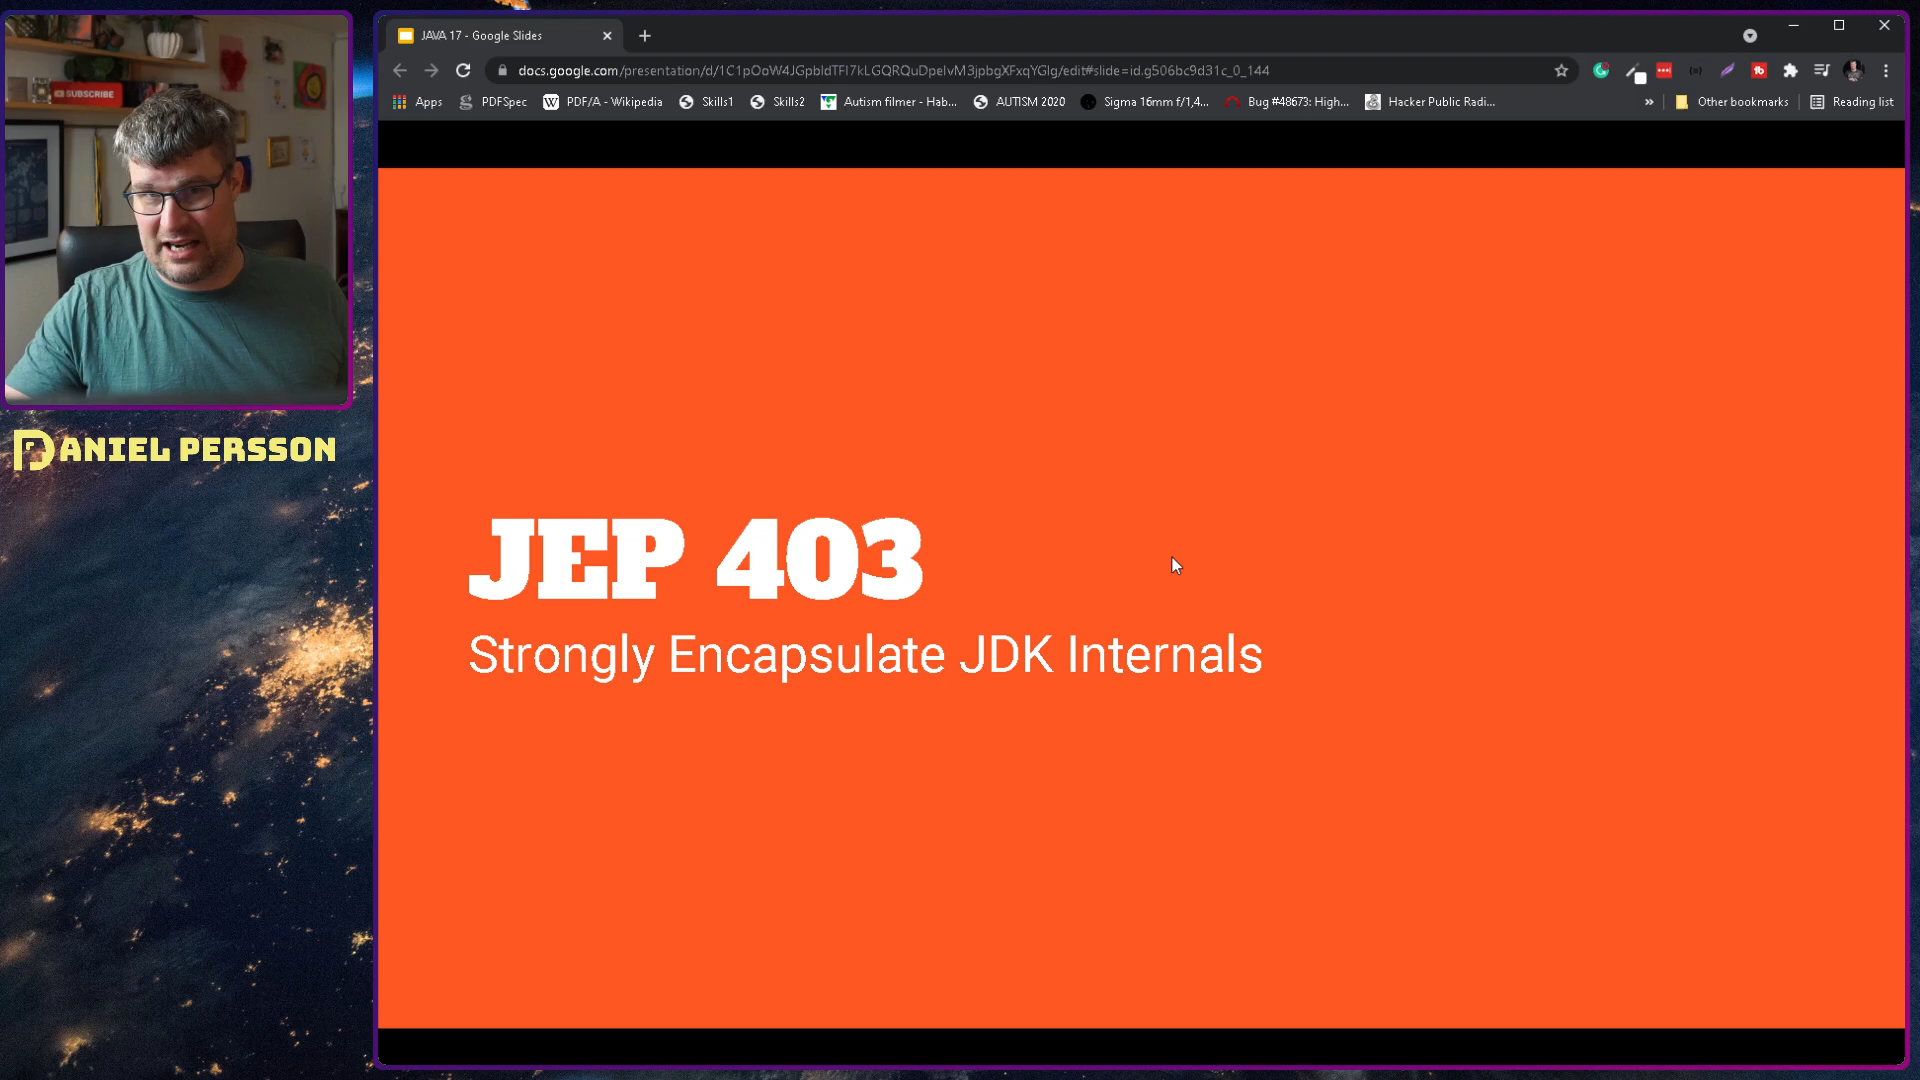 SUBSCRIBE
DANIEL PERSSON
JAVA 17 - Google Slides
docs.google.com/presentation/d/1C1pOoW4JGpbldTFI7kLGQRQuDpelvM3jpbgXFxqYGlg/edit#slide=id.g506bc9d31c_0_144
Apps PDFSpec PDF/A - Wikipedia Skills1 Skills2 Autism filmer - Hab... AUTISM 2020 Sigma 16mm f/1,4... Bug #48673: High... Hacker Public Radi... » Other bookmarks Reading list
JEP 403
Strongly Encapsulate JDK Internals